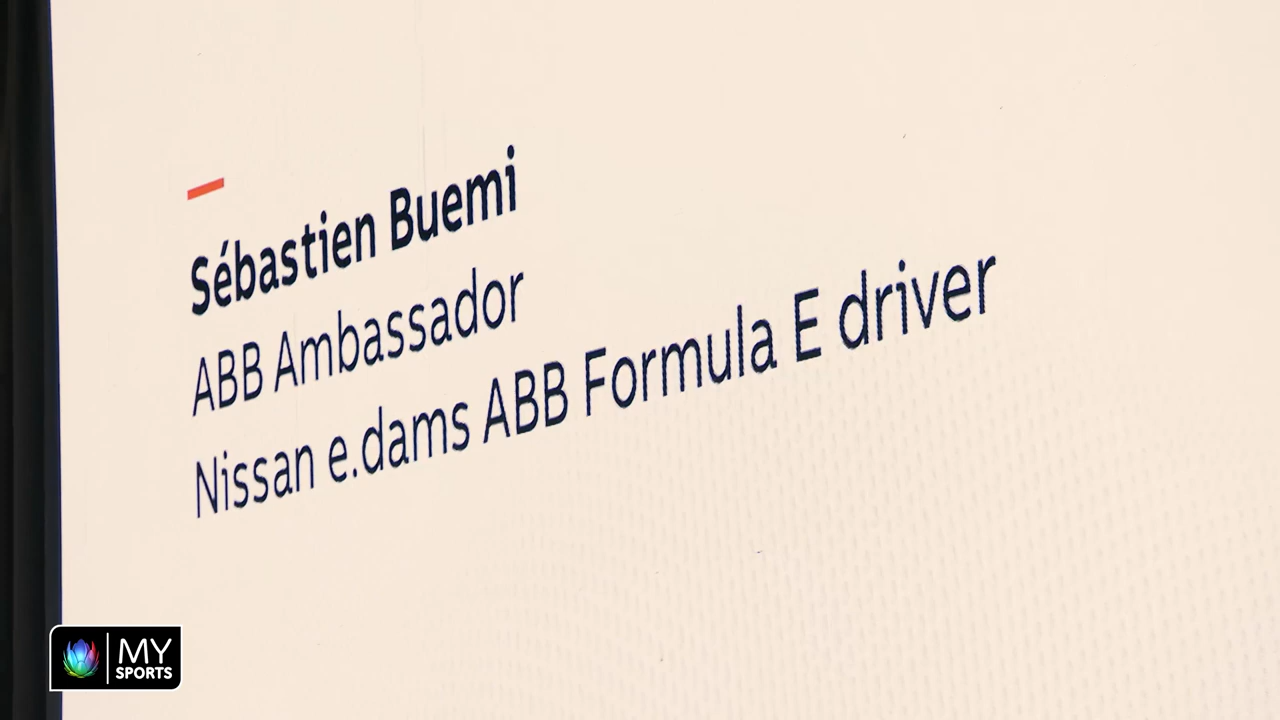 Sébastien Buemi
ABB Ambassador
Nissan e.dams ABB Formula E driver
MY
SPORTS